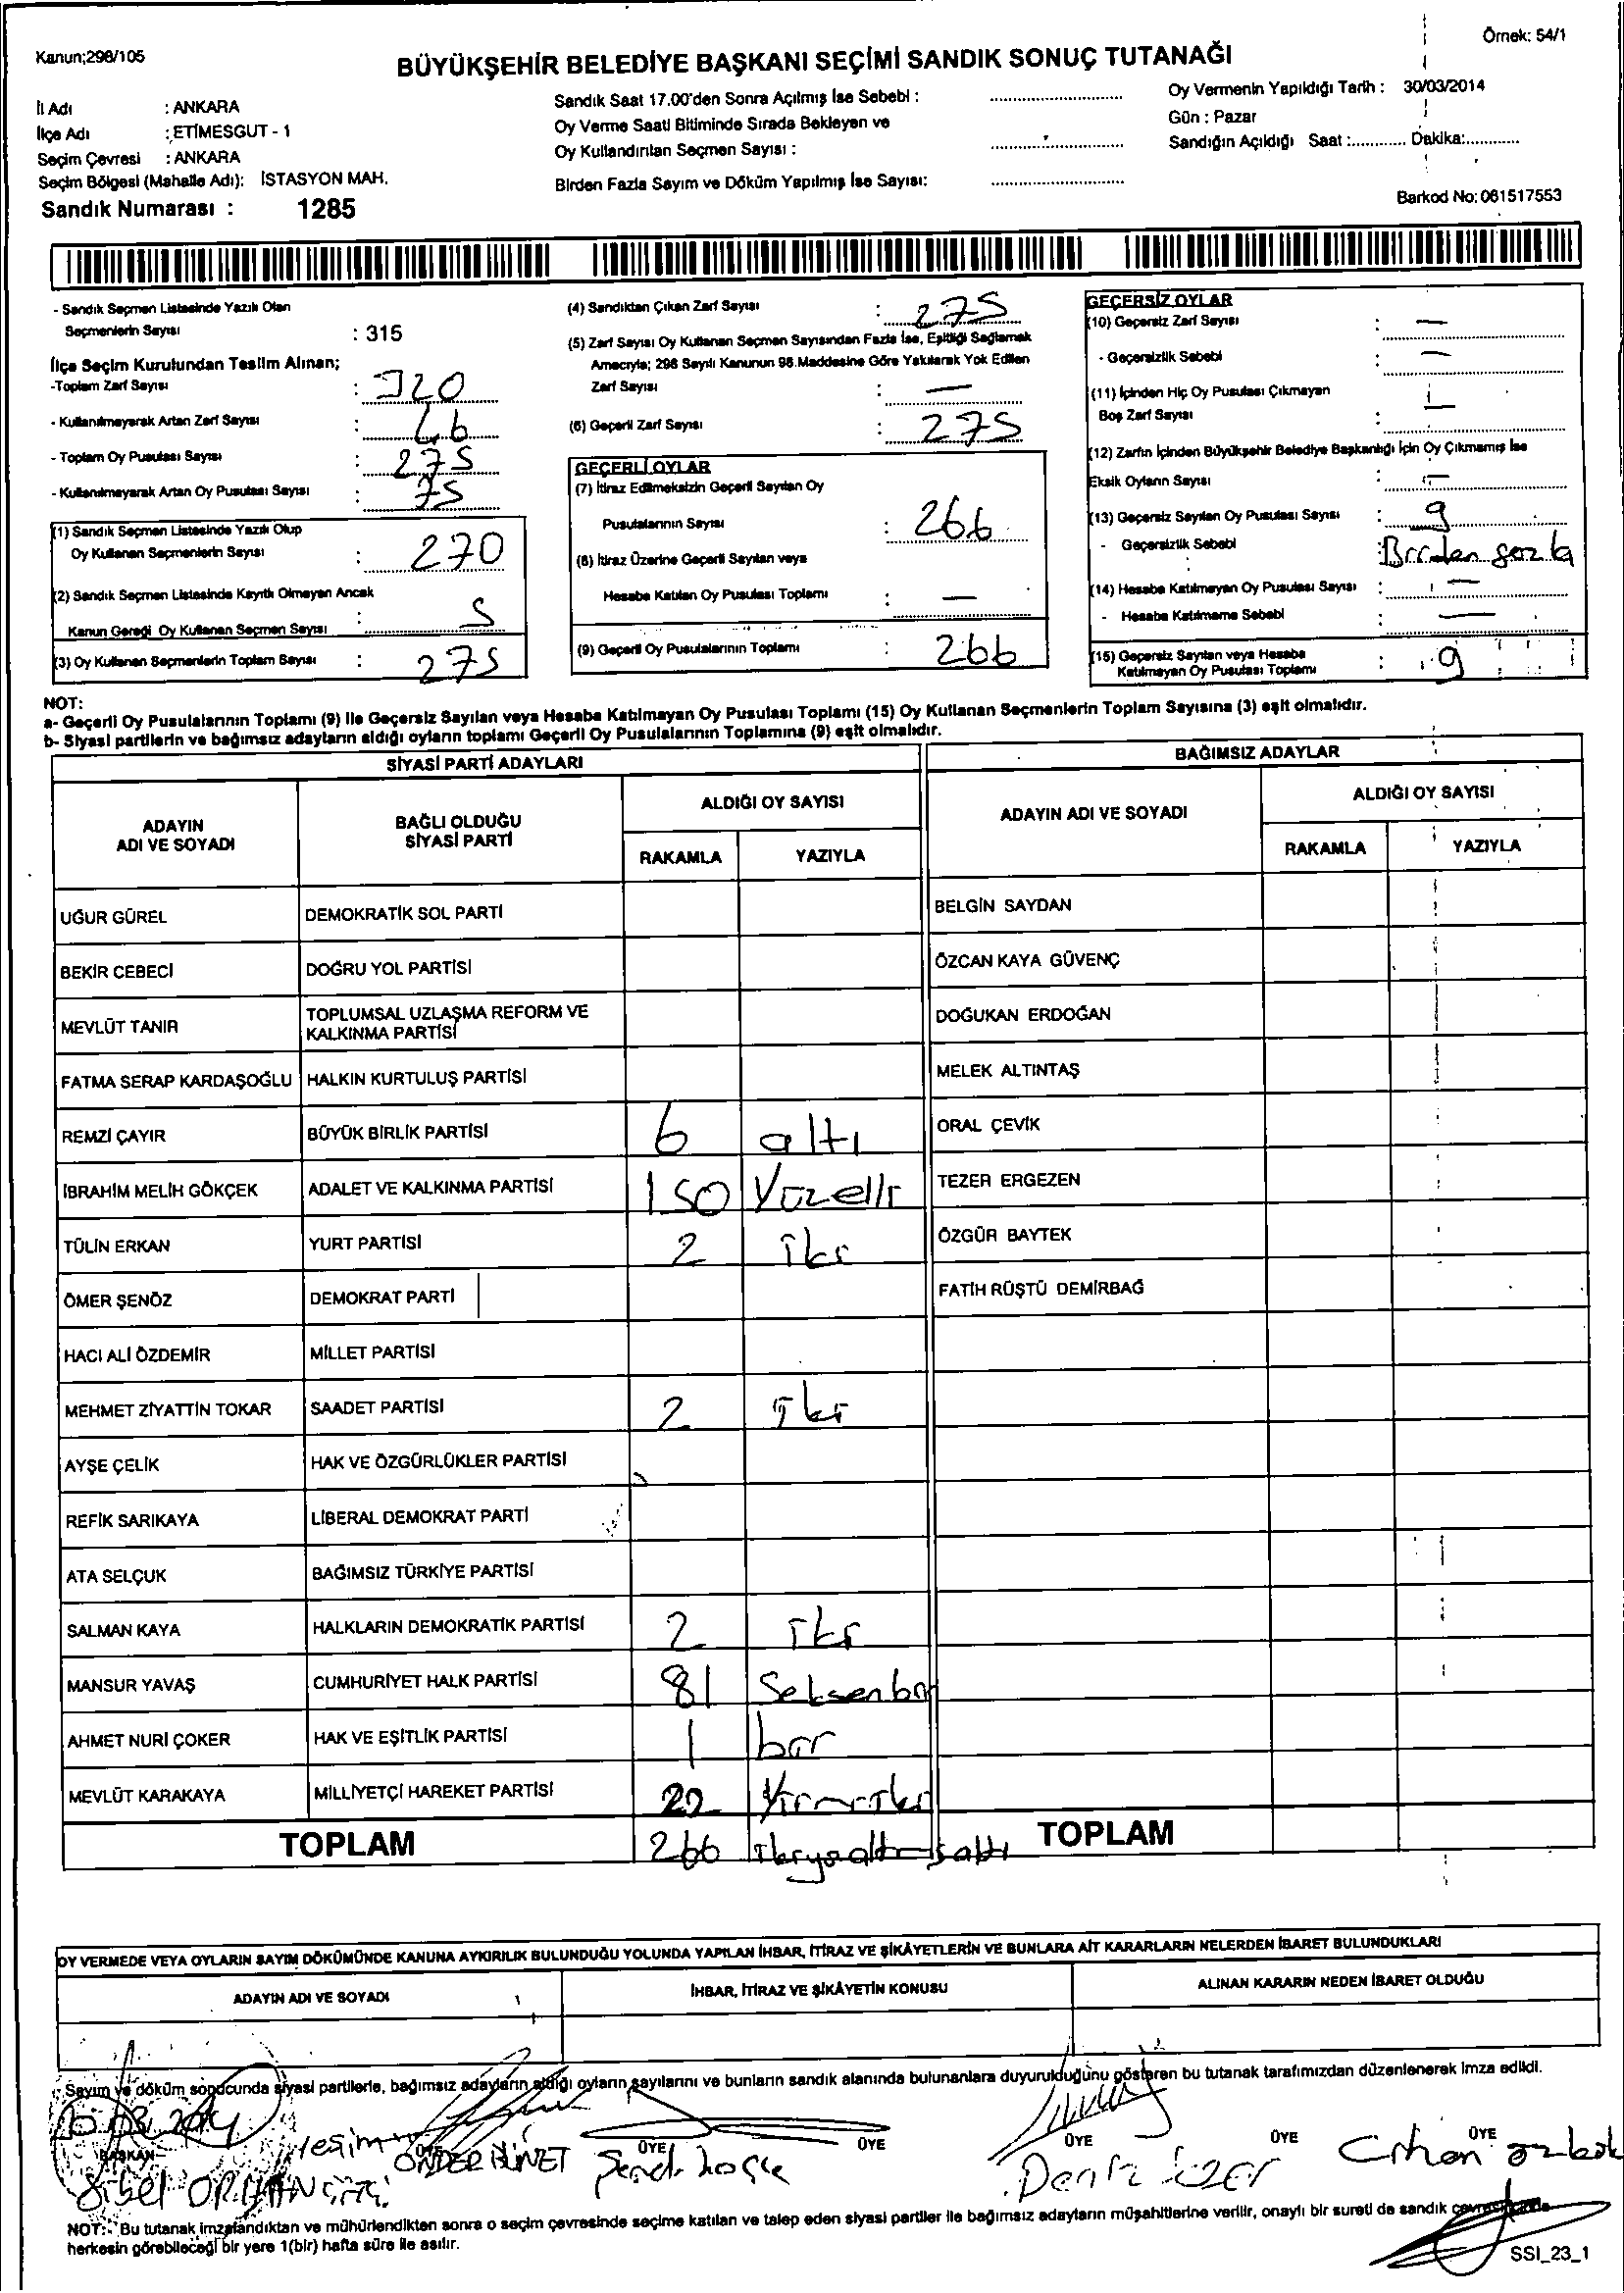 Örnek: 54/1
Kanun;298/105
BÜYÜKŞEHİR BELEDİYE BAŞKANI SEÇİMİ SANDIK SONUÇ TUTANAĞI
İl Adı : ANKARA
İlçe Adı : ETİMESGUT - 1
Seçim Çevresi : ANKARA
Seçim Bölgesi (Mahalle Adı): İSTASYON MAH.
Sandık Numarası : 1285
Sandık Saat 17.00'den Sonra Açılmış İse Sebebi :
Oy Verme Saati Bitiminde Sırada Bekleyen ve
Oy Kullandırılan Seçmen Sayısı :
Birden Fazla Sayım ve Döküm Yapılmış İse Sayısı:
Oy Vermenin Yapıldığı Tarih : 30/03/2014
Gün : Pazar
Sandığın Açıldığı Saat :............ Dakika:............
Barkod No: 061517553
- Sandık Seçmen Listesinde Yazılı Olan
Seçmenlerin Sayısı : 315
İlçe Seçim Kurulundan Teslim Alınan;
-Toplam Zarf Sayısı : 320
- Kullanılmayarak Artan Zarf Sayısı :
- Toplam Oy Pusulası Sayısı : 275
- Kullanılmayarak Artan Oy Pusulası Sayısı : 75
(1) Sandık Seçmen Listesinde Yazılı Olup
Oy Kullanan Seçmenlerin Sayısı : 270
(2) Sandık Seçmen Listesinde Kayıtlı Olmayan Ancak
Kanun Gereği Oy Kullanan Seçmen Sayısı : 5
(3) Oy Kullanan Seçmenlerin Toplam Sayısı : 275
(4) Sandıktan Çıkan Zarf Sayısı : 275
(5) Zarf Sayısı Oy Kullanan Seçmen Sayısından Fazla İse, Eşitliği Sağlamak
Amacıyla; 298 Sayılı Kanunun 98.Maddesine Göre Yakılarak Yok Edilen
Zarf Sayısı : —
(6) Geçerli Zarf Sayısı : 275
GEÇERLİ OYLAR
(7) İtiraz Edilmeksizin Geçerli Sayılan Oy
Pusulalarının Sayısı : 266
(8) İtiraz Üzerine Geçerli Sayılan veya
Hesaba Katılan Oy Pusulası Toplamı : —
(9) Geçerli Oy Pusulalarının Toplamı : 266
GEÇERSİZ OYLAR
(10) Geçersiz Zarf Sayısı : —
- Geçersizlik Sebebi : —
(11) İçinden Hiç Oy Pusulası Çıkmayan
Boş Zarf Sayısı : —
(12) Zarfın İçinden Büyükşehir Belediye Başkanlığı İçin Oy Çıkmamış İse
Eksik Oyların Sayısı : —
(13) Geçersiz Sayılan Oy Pusulası Sayısı : 9
- Geçersizlik Sebebi : Birden fazla
(14) Hesaba Katılmayan Oy Pusulası Sayısı : —
- Hesaba Katılmama Sebebi : —
(15) Geçersiz Sayılan veya Hesaba
Katılmayan Oy Pusulası Toplamı : 9
NOT:
a- Geçerli Oy Pusulalarının Toplamı (9) ile Geçersiz Sayılan veya Hesaba Katılmayan Oy Pusulası Toplamı (15) Oy Kullanan Seçmenlerin Toplam Sayısına (3) eşit olmalıdır.
b- Siyasi partilerin ve bağımsız adayların aldığı oyların toplamı Geçerli Oy Pusulalarının Toplamına (9) eşit olmalıdır.
SİYASİ PARTİ ADAYLARI
ADAYIN ADI VE SOYADI
BAĞLI OLDUĞU SİYASİ PARTİ
ALDIĞI OY SAYISI
RAKAMLA YAZIYLA
UĞUR GÜREL DEMOKRATİK SOL PARTİ
BEKİR CEBECİ DOĞRU YOL PARTİSİ
MEVLÜT TANIR TOPLUMSAL UZLAŞMA REFORM VE
KALKINMA PARTİSİ
FATMA SERAP KARDAŞOĞLU HALKIN KURTULUŞ PARTİSİ
REMZİ ÇAYIR BÜYÜK BİRLİK PARTİSİ 6 altı
İBRAHİM MELİH GÖKÇEK ADALET VE KALKINMA PARTİSİ 150 Yüzelli
TÜLİN ERKAN YURT PARTİSİ 2 iki
ÖMER ŞENÖZ DEMOKRAT PARTİ
HACI ALİ ÖZDEMİR MİLLET PARTİSİ
MEHMET ZİYATTİN TOKAR SAADET PARTİSİ 2 iki
AYŞE ÇELİK HAK VE ÖZGÜRLÜKLER PARTİSİ
REFİK SARIKAYA LİBERAL DEMOKRAT PARTİ
ATA SELÇUK BAĞIMSIZ TÜRKİYE PARTİSİ
SALMAN KAYA HALKLARIN DEMOKRATİK PARTİSİ 2 iki
MANSUR YAVAŞ CUMHURİYET HALK PARTİSİ 81 Seksenbir
AHMET NURİ ÇOKER HAK VE EŞİTLİK PARTİSİ 1 bir
MEVLÜT KARAKAYA MİLLİYETÇİ HAREKET PARTİSİ 22 Yirmiiki
TOPLAM 266
BAĞIMSIZ ADAYLAR
ADAYIN ADI VE SOYADI
ALDIĞI OY SAYISI
RAKAMLA YAZIYLA
BELGİN SAYDAN
ÖZCAN KAYA GÜVENÇ
DOĞUKAN ERDOĞAN
MELEK ALTINTAŞ
ORAL ÇEVİK
TEZER ERGEZEN
ÖZGÜR BAYTEK
FATİH RÜŞTÜ DEMİRBAĞ
TOPLAM
OY VERMEDE VEYA OYLARIN SAYIM DÖKÜMÜNDE KANUNA AYKIRILIK BULUNDUĞU YOLUNDA YAPILAN İHBAR, İTİRAZ VE ŞİKÂYETLERİN VE BUNLARA AİT KARARLARIN NELERDEN İBARET BULUNDUKLARI
ADAYIN ADI VE SOYADI
İHBAR, İTİRAZ VE ŞİKÂYETİN KONUSU
ALINAN KARARIN NEDEN İBARET OLDUĞU
Sayım ve döküm sonucunda siyasi partilerle, bağımsız adayların aldığı oyların sayılarını ve bunların sandık alanında bulunanlara duyurulduğunu gösteren bu tutanak tarafımızdan düzenlenerek imza edildi.
BAŞKAN ÜYE ÜYE ÜYE ÜYE ÜYE ÜYE
Yeşim
ÖNDER
Deniz
NOT: Bu tutanak imzalandıktan ve mühürlendikten sonra o seçim çevresinde seçime katılan ve talep eden siyasi partiler ile bağımsız adayların müşahitlerine verilir, onaylı bir sureti de sandık çevresinde
herkesin görebileceği bir yere 1(bir) hafta süre ile asılır.
SSI_23_1